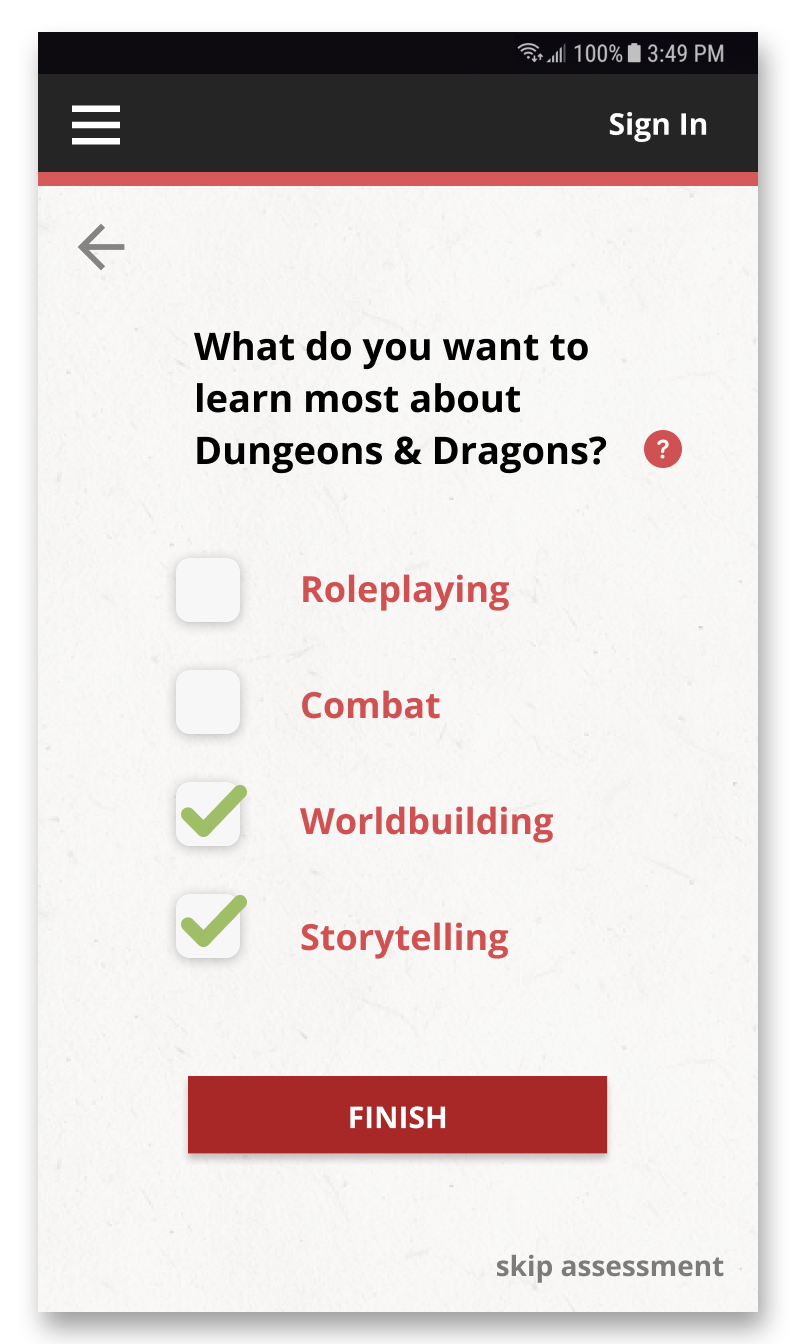 100% 3:49 PM
Sign In
What do you want to
learn most about
Dungeons & Dragons?
?
Roleplaying
Combat
Worldbuilding
Storytelling
FINISH
skip assessment